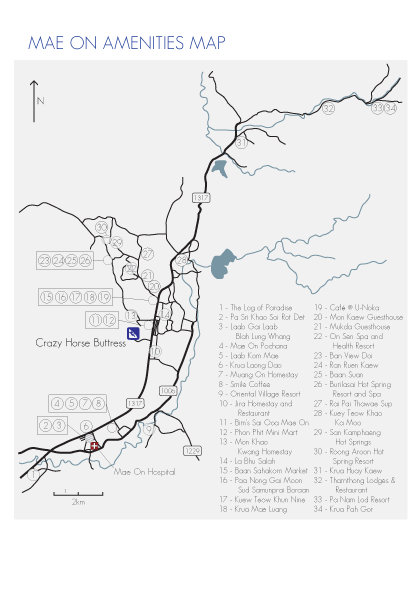 MAE ON AMENITIES MAP
N
32
33 34
31
1317
30
29
27
28
23 24 25 26
22
21
20
15 16 17 18 19
14
13
11 12
Crazy Horse Buttress
10
1006
4 5 7 8
1317
2 3
6
9
1229
1
Mae On Hospital
2km
1 - The Log of Paradise
2 - Pa Sri Khao Soi Rot Det
3 - Laab Gai Laab
Blah Lung Whang
4 - Mae On Pochana
5 - Laab Kom Mae
6 - Krua Laong Dao
7 - Muang On Homestay
8 - Smile Coffee
9 - Oriental Village Resort
10 - Jira Homestay and
Restaurant
11 - Bim's Sai Oua Mae On
12 - Phon Phit Mini Mart
13 - Mon Khao
Kwang Homestay
14 - La Bhu Salah
15 - Baan Sahakorn Market
16 - Paa Nong Gai Moon
Sud Samunprai Boraan
17 - Kuew Teow Khun Nine
18 - Krua Mae Luang
19 - Café @ U-Noka
20 - Mon Kaew Guesthouse
21 - Mukda Guesthouse
22 - On Sen Spa and
Health Resort
23 - Ban View Doi
24 - Ran Ruen Kaew
25 - Baan Suan
26 - Buntasa Hot Spring
Resort and Spa
27 - Rai Pai Thawee Sup
28 - Kuey Teow Khao
Ka Moo
29 - San Kamphaeng
Hot Springs
30 - Roong Aroon Hot
Spring Resort
31 - Krua Huay Kaew
32 - Tharnthong Lodges &
Restaurant
33 - Pa Nam Lod Resort
34 - Krua Pah Gor